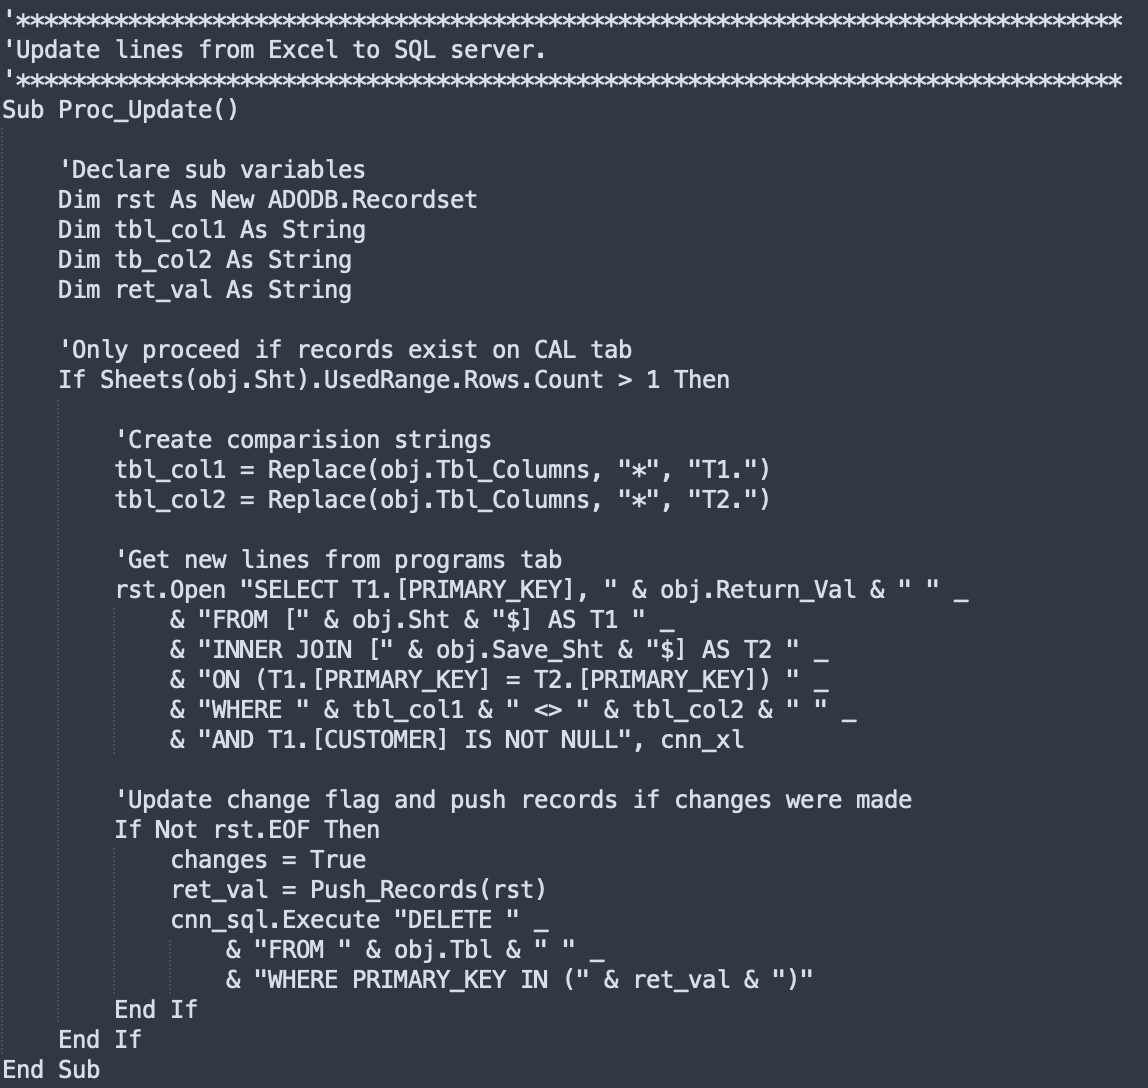 '*******************************************************************************
'Update lines from Excel to SQL server.
'*******************************************************************************
Sub Proc_Update()
'Declare sub variables
Dim rst As New ADODB.Recordset
Dim tbl_col1 As String
Dim tb_col2 As String
Dim ret_val As String
'Only proceed if records exist on CAL tab
If Sheets(obj.Sht).UsedRange.Rows.Count > 1 Then
'Create comparision strings
tbl_col1 = Replace(obj.Tbl_Columns, "*", "T1.")
tbl_col2 = Replace(obj.Tbl_Columns, "*", "T2.")
'Get new lines from programs tab
rst.Open "SELECT T1.[PRIMARY_KEY], " & obj.Return_Val & " " _
& "FROM [" & obj.Sht & "$] AS T1 " _
& "INNER JOIN [" & obj.Save_Sht & "$] AS T2 " _
& "ON (T1.[PRIMARY_KEY] = T2.[PRIMARY_KEY]) " _
& "WHERE " & tbl_col1 & " <> " & tbl_col2 & " " _
& "AND T1.[CUSTOMER] IS NOT NULL", cnn_xl
'Update change flag and push records if changes were made
If Not rst.EOF Then
changes = True
ret_val = Push_Records(rst)
cnn_sql.Execute "DELETE " _
& "FROM " & obj.Tbl & " " _
& "WHERE PRIMARY_KEY IN (" & ret_val & ")"
End If
End If
End Sub